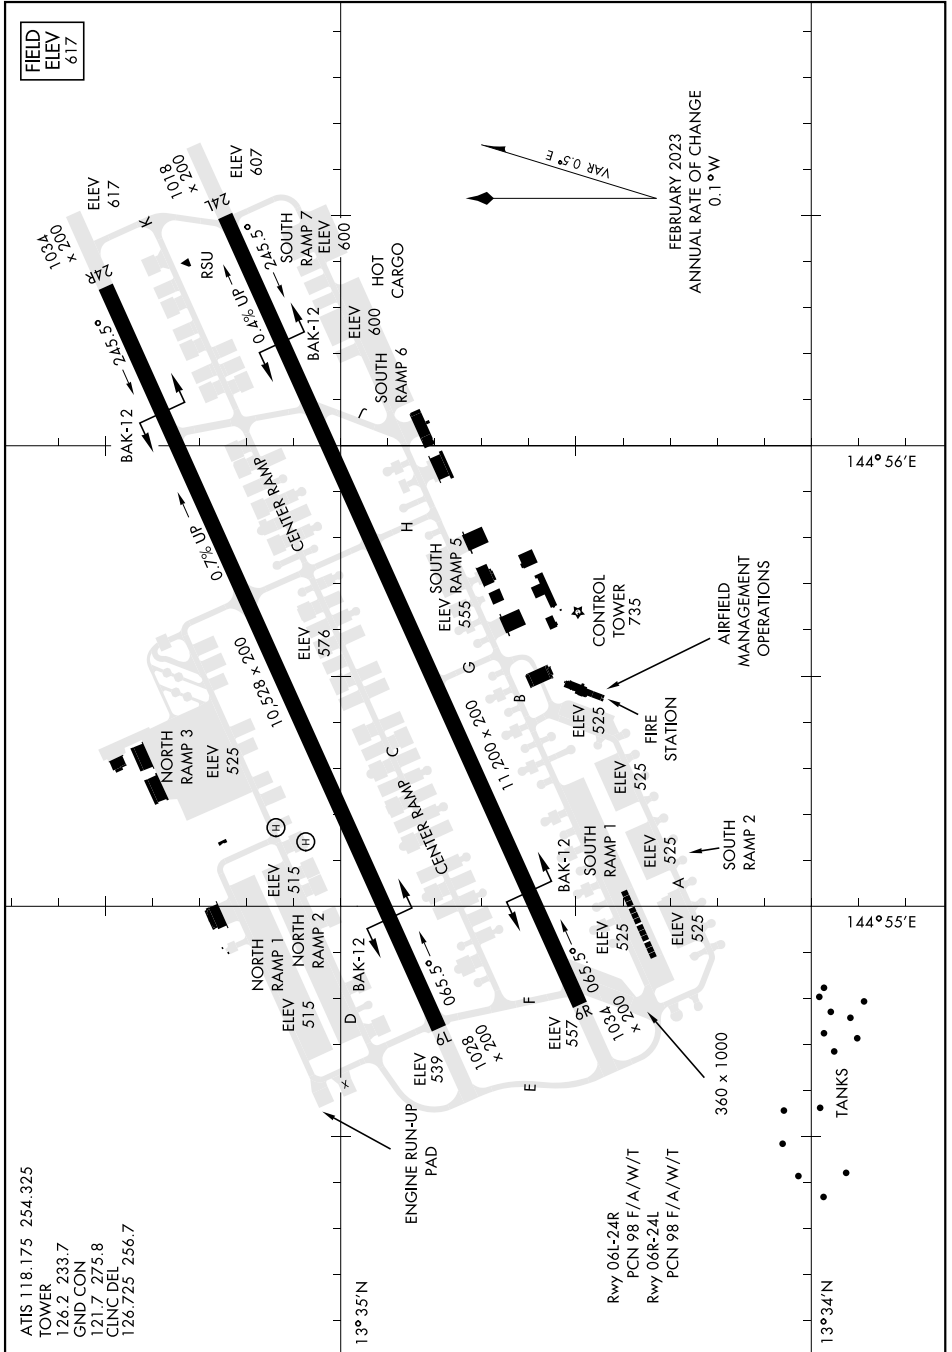 ATIS 118.175 254.325
TOWER
126.2 233.7
GND CON
121.7 275.8
CLNC DEL
126.725 256.7
FIELD
ELEV
617
1034
x 200
24R
ELEV
617
K
1018
x 200
24L
ELEV
607
RSU
245.5°
245.5°
0.4% UP
SOUTH
RAMP 7
ELEV
600
HOT
CARGO
ELEV
600
SOUTH
RAMP 6
J
BAK-12
BAK-12
0.7% UP
CENTER RAMP
10,528 x 200
ELEV
576
H
SOUTH
RAMP 5
ELEV
555
G
B
11,200 x 200
C
CENTER RAMP
NORTH
RAMP 3
ELEV
525
H
H
ELEV
515
NORTH
RAMP 1
NORTH
RAMP 2
ELEV
515
D
BAK-12
065.5°
6L
1028
x 200
ELEV
539
X
ENGINE RUN-UP
PAD
E
F
BAK-12
065.5°
6R
1034
x 200
ELEV
557
SOUTH
RAMP 1
ELEV
525
ELEV
525
ELEV
525
ELEV
525
A
SOUTH
RAMP 2
360 x 1000
ELEV
525
FIRE
STATION
AIRFIELD
MANAGEMENT
OPERATIONS
CONTROL
TOWER
735
VAR 0.5° E
FEBRUARY 2023
ANNUAL RATE OF CHANGE
0.1° W
Rwy 06L-24R
PCN 98 F/A/W/T
Rwy 06R-24L
PCN 98 F/A/W/T
TANKS
13°35'N
13°34'N
144°55'E
144°56'E